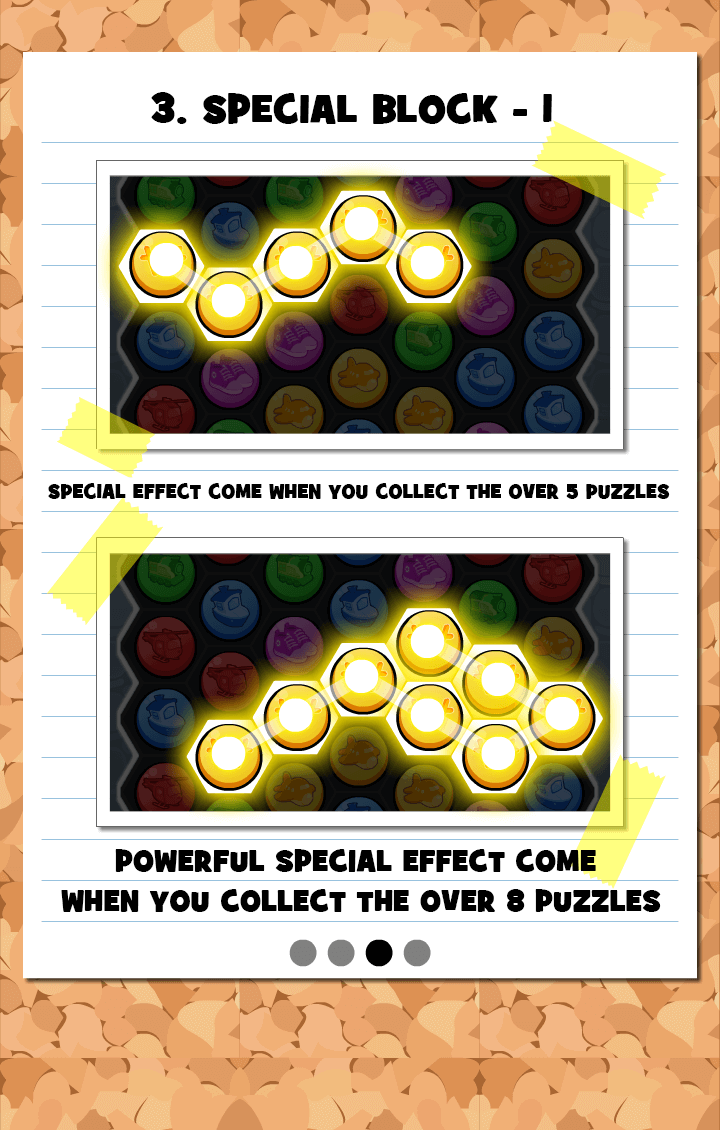 3. SPECIAL BLOCK - 1
SPECIAL EFFECT COME WHEN YOU COLLECT THE OVER 5 PUZZLES
POWERFUL SPECIAL EFFECT COME
WHEN YOU COLLECT THE OVER 8 PUZZLES